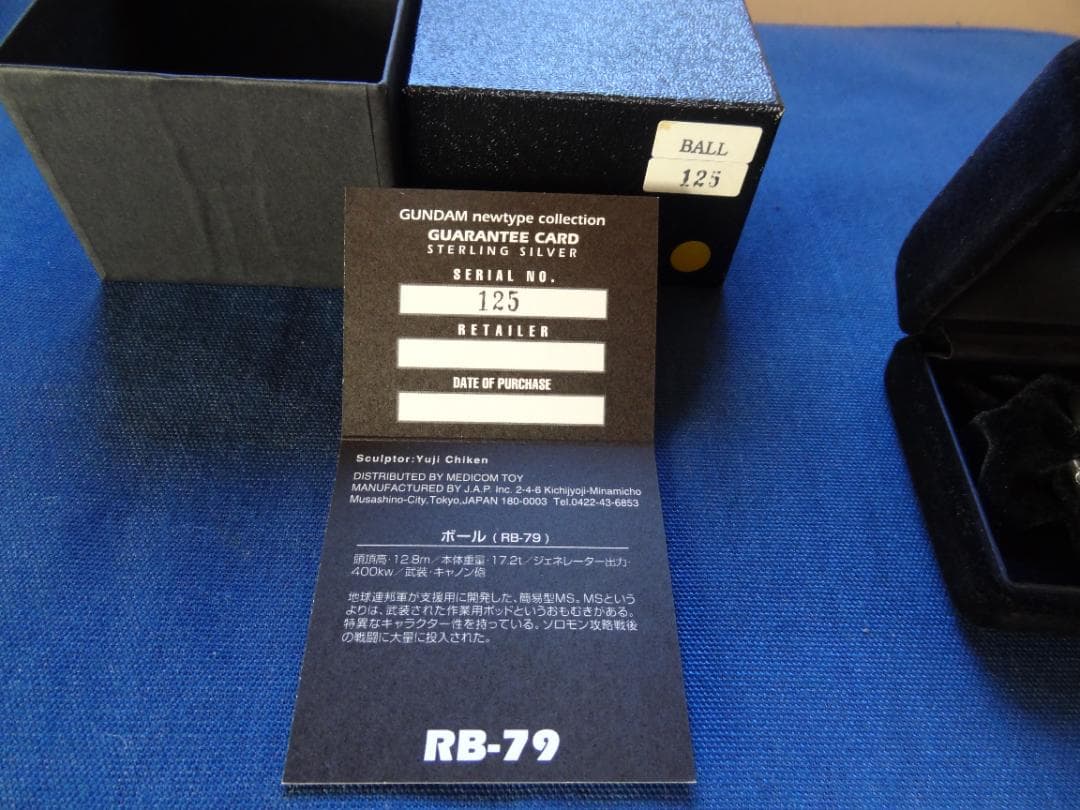 BALL
125
GUNDAM newtype collection
GUARANTEE CARD
STERLING SILVER
SERIAL NO.
125
RETAILER
DATE OF PURCHASE
Sculptor:Yuji Chiken
DISTRIBUTED BY MEDICOM TOY
MANUFACTURED BY J.A.P. Inc. 2-4-6 Kichijyoji-Minamicho
Musashino-City,Tokyo,JAPAN 180-0003 Tel.0422-43-6853
ボール ( RB-79 )
頭頂高・12.8m／本体重量・17.2t／ジェネレーター出力・
400kw／武装・キャノン砲
地球連邦軍が支援用に開発した、簡易型MS。MSという
よりは、武装された作業用ポッドというおもむきがある。
特異なキャラクター性を持っている。ソロモン攻略戦後
の戦闘に大量に投入された。
RB-79